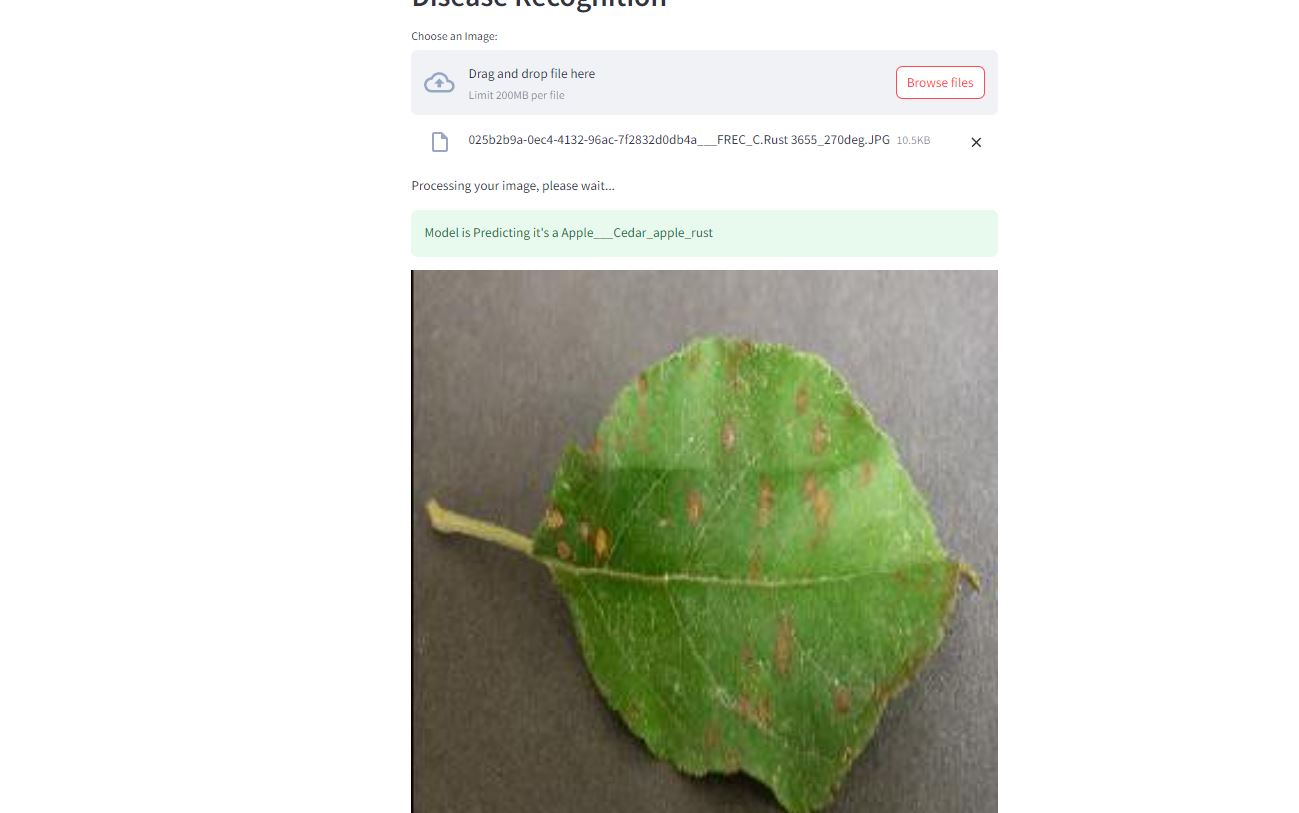 Disease Recognition
Choose an Image:
Drag and drop file here
Limit 200MB per file
Browse files
025b2b9a-0ec4-4132-96ac-7f2832d0db4a___FREC_C.Rust 3655_270deg.JPG 10.5KB
Processing your image, please wait...
Model is Predicting it's a Apple___Cedar_apple_rust